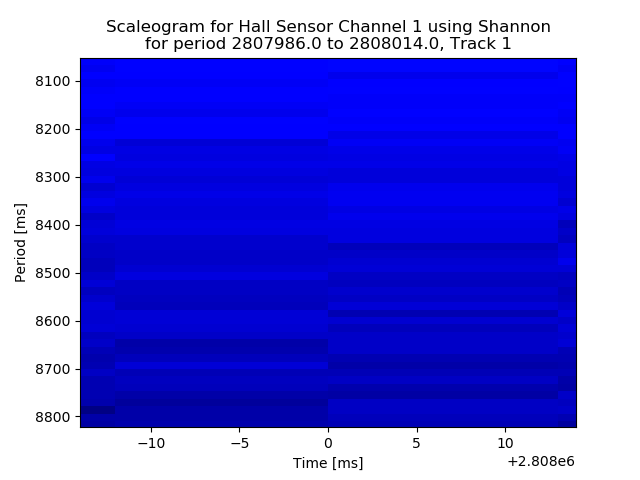 Scaleogram for Hall Sensor Channel 1 using Shannon
for period 2807986.0 to 2808014.0, Track 1
Period [ms]
8100
8200
8300
8400
8500
8600
8700
8800
−10
−5
0
5
10
Time [ms]
+2.808e6